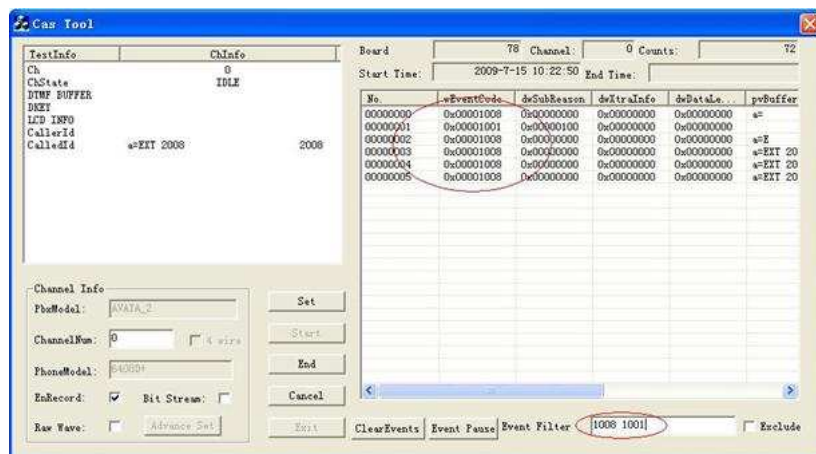 Cas Tool
TestInfo ChInfo
Ch 0
ChState IDLE
DTMF BUFFER
DKEY
LCD INFO
CallerId
CalledId a=EXT 2008 2008
Board 78 Channel: 0 Counts: 72
Start Time: 2009-7-15 10:22:50 End Time:
No. wEventCode dwSubReason dwXtraInfo dwDataLe... pvBuffer
00000000 0x00001008 0x00000000 0x00000000 0x00000000 a=
00000001 0x00001001 0x00000100 0x00000000 0x00000000
00000002 0x00001008 0x00000000 0x00000000 0x00000000 a=E
00000003 0x00001008 0x00000000 0x00000000 0x00000000 a=EXT 20
00000004 0x00001008 0x00000000 0x00000000 0x00000000 a=EXT 20
00000005 0x00001008 0x00000000 0x00000000 0x00000000 a=EXT 20
Channel Info
PbxModel: AVAYA_2
ChannelNum: 0 4 wire
PhoneModel: 6408D+
EnRecord: Bit Stream:
Raw Wave: Advance Set
Set
Start
End
Cancel
Exit
ClearEvents Event Pause Event Filter 1008 1001 Exclude